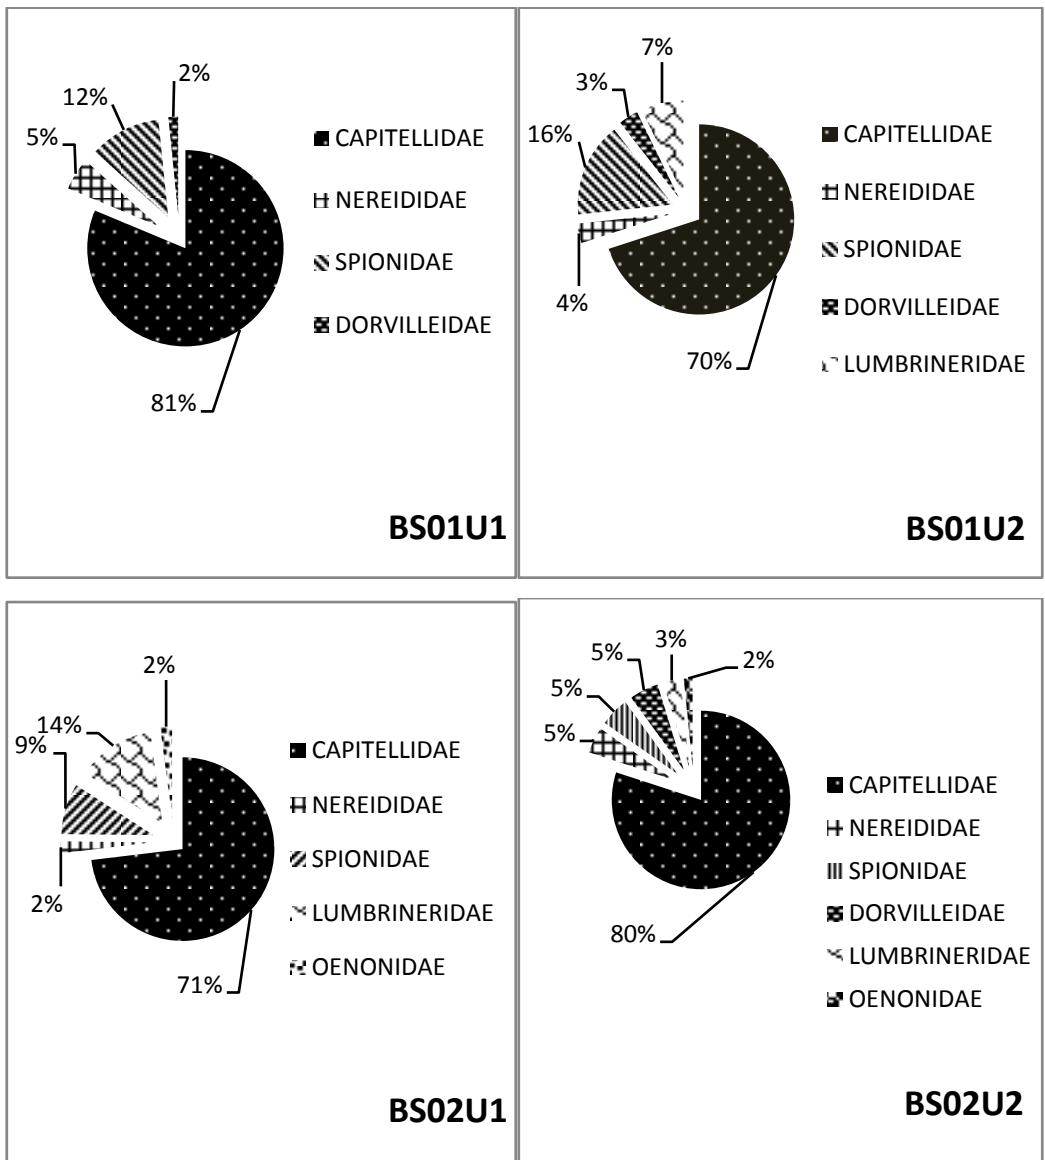 2%
12%
5%
81%
CAPITELLIDAE
NEREIDIDAE
SPIONIDAE
DORVILLEIDAE
BS01U1
7%
3%
16%
4%
70%
CAPITELLIDAE
NEREIDIDAE
SPIONIDAE
DORVILLEIDAE
LUMBRINERIDAE
BS01U2
2%
14%
9%
2%
71%
CAPITELLIDAE
NEREIDIDAE
SPIONIDAE
LUMBRINERIDAE
OENONIDAE
BS02U1
3%
5%
2%
5%
5%
80%
CAPITELLIDAE
NEREIDIDAE
SPIONIDAE
DORVILLEIDAE
LUMBRINERIDAE
OENONIDAE
BS02U2